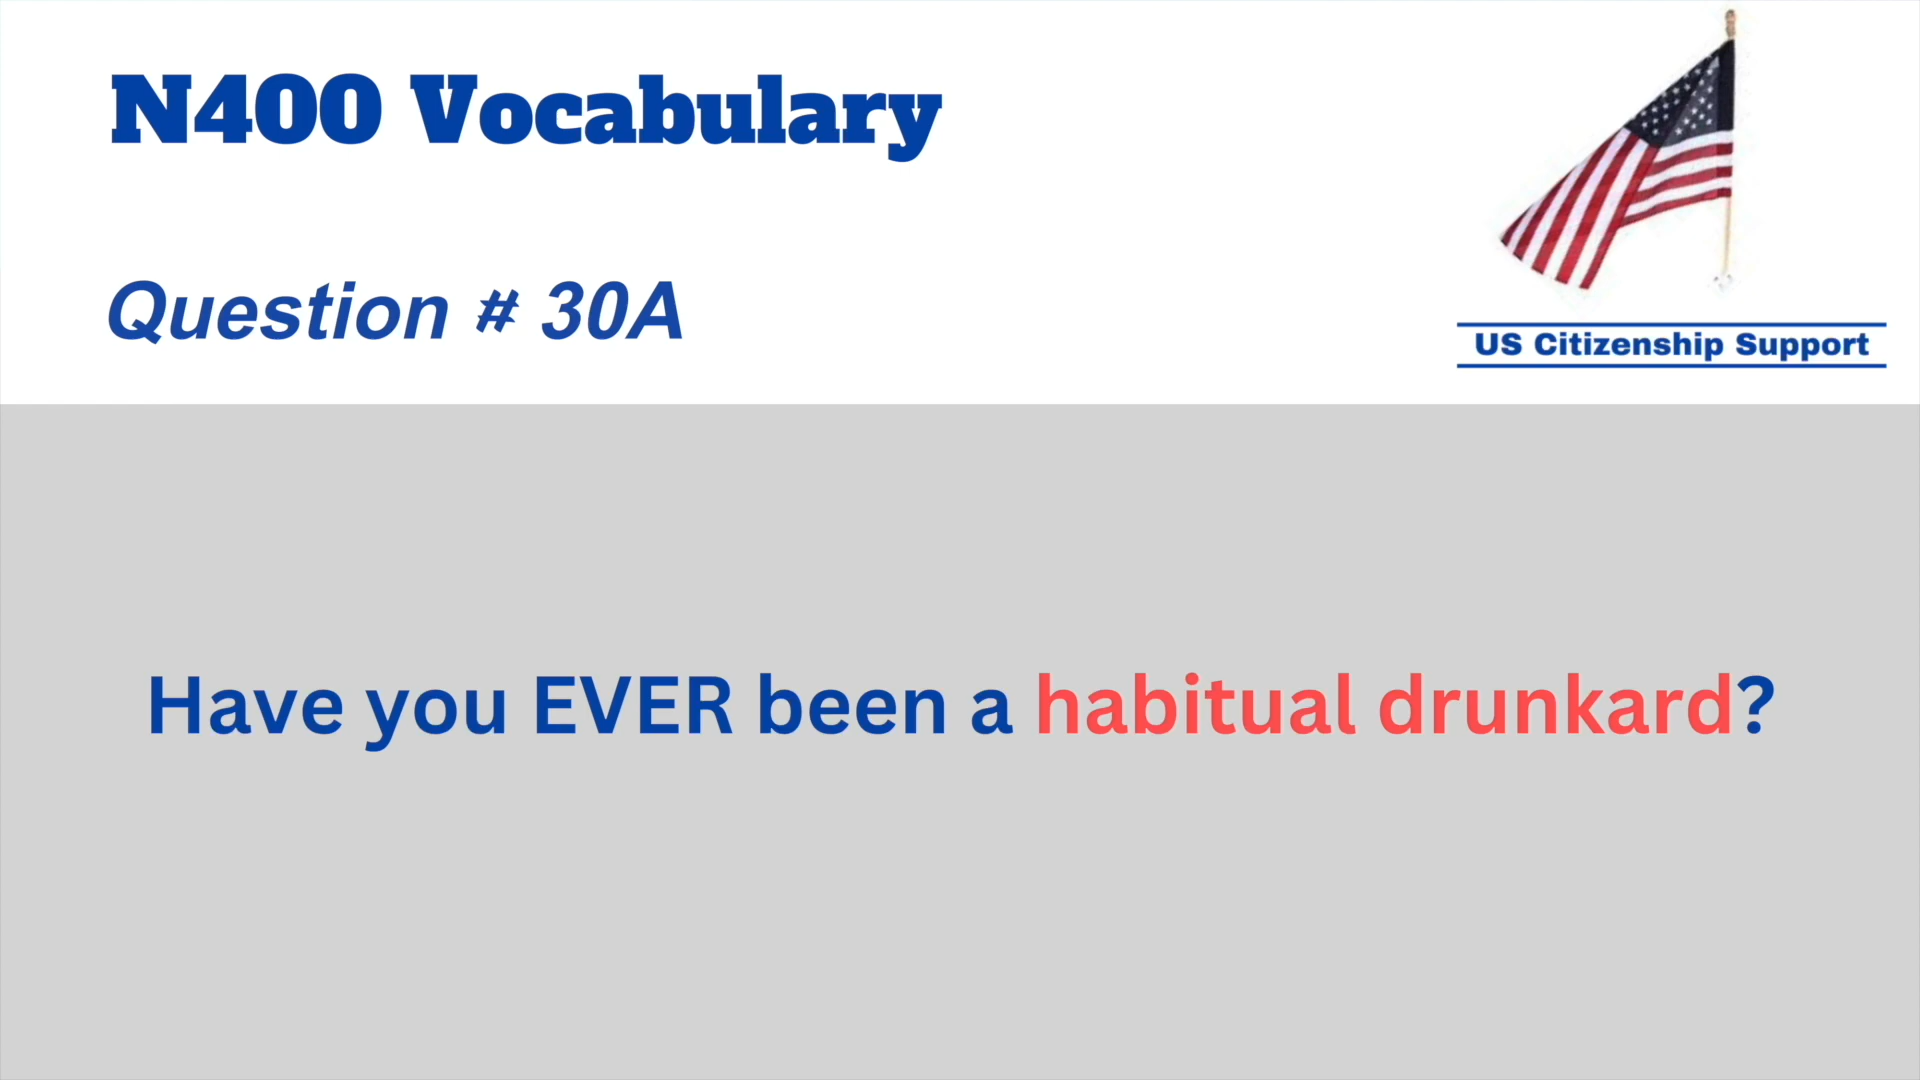 N400 Vocabulary
Question # 30A
US Citizenship Support
Have you EVER been a habitual drunkard?